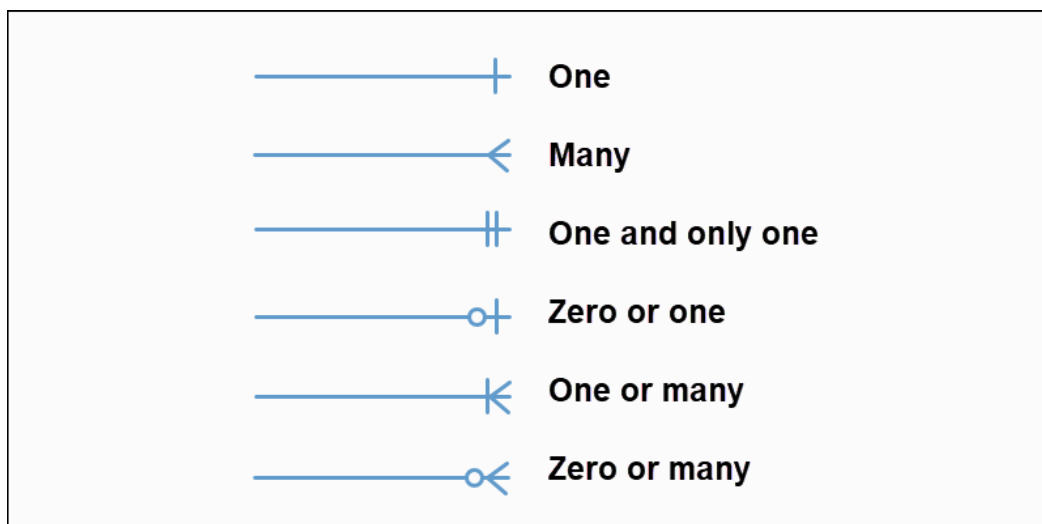 One
Many
One and only one
Zero or one
One or many
Zero or many